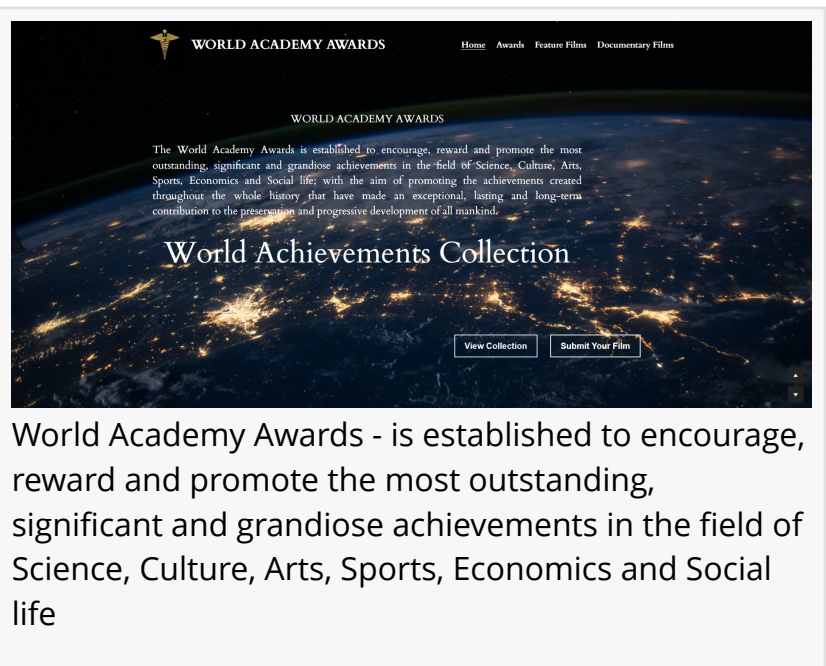 WORLD ACADEMY AWARDS
Home Awards Feature Films Documentary Films
WORLD ACADEMY AWARDS
The World Academy Awards is established to encourage, reward and promote the most
outstanding, significant and grandiose achievements in the field of Science, Culture, Arts,
Sports, Economics and Social life; with the aim of promoting the achievements created
throughout the whole history that have made an exceptional, lasting and long-term
contribution to the preservation and progressive development of all mankind.
World Achievements Collection
View Collection Submit Your Film
World Academy Awards - is established to encourage,
reward and promote the most outstanding,
significant and grandiose achievements in the field of
Science, Culture, Arts, Sports, Economics and Social
life